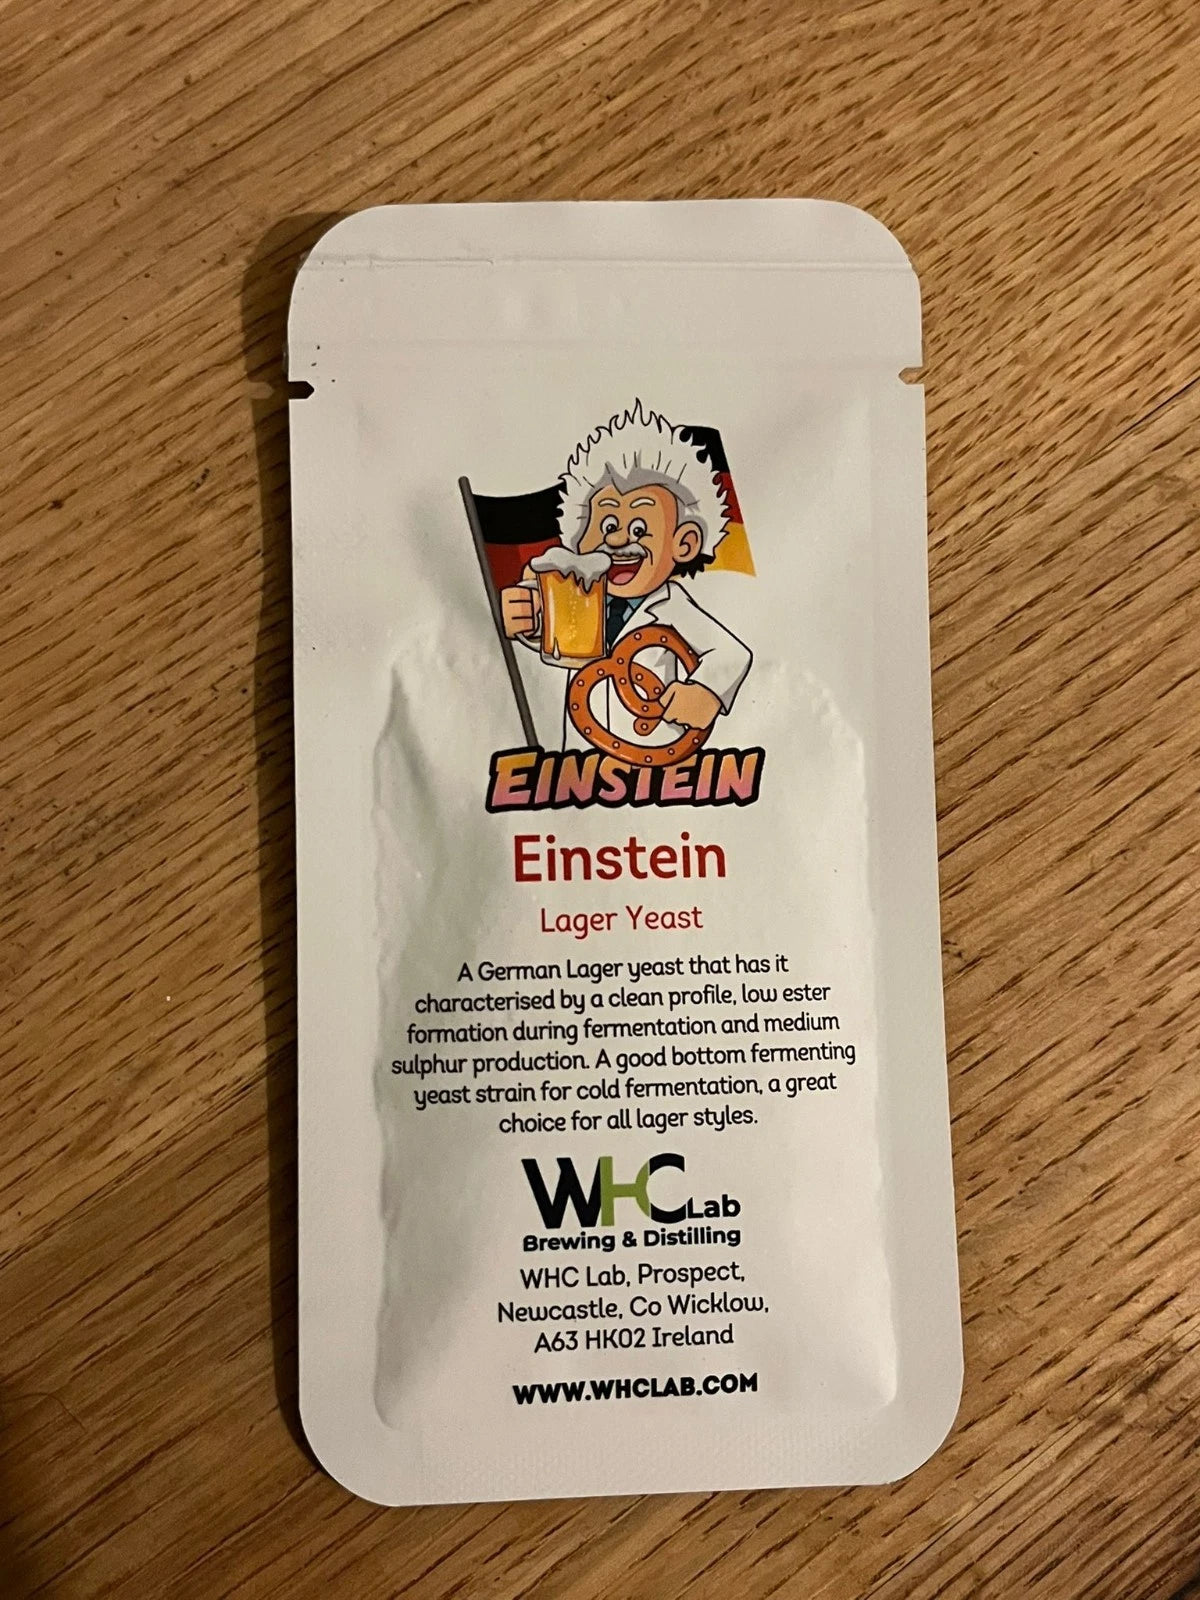 EINSTEIN
Einstein
Lager Yeast
A German Lager yeast that has it
characterised by a clean profile, low ester
formation during fermentation and medium
sulphur production. A good bottom fermenting
yeast strain for cold fermentation, a great
choice for all lager styles.
WHC Lab
Brewing & Distilling
WHC Lab, Prospect,
Newcastle, Co Wicklow,
A63 HK02 Ireland
WWW.WHCLAB.COM